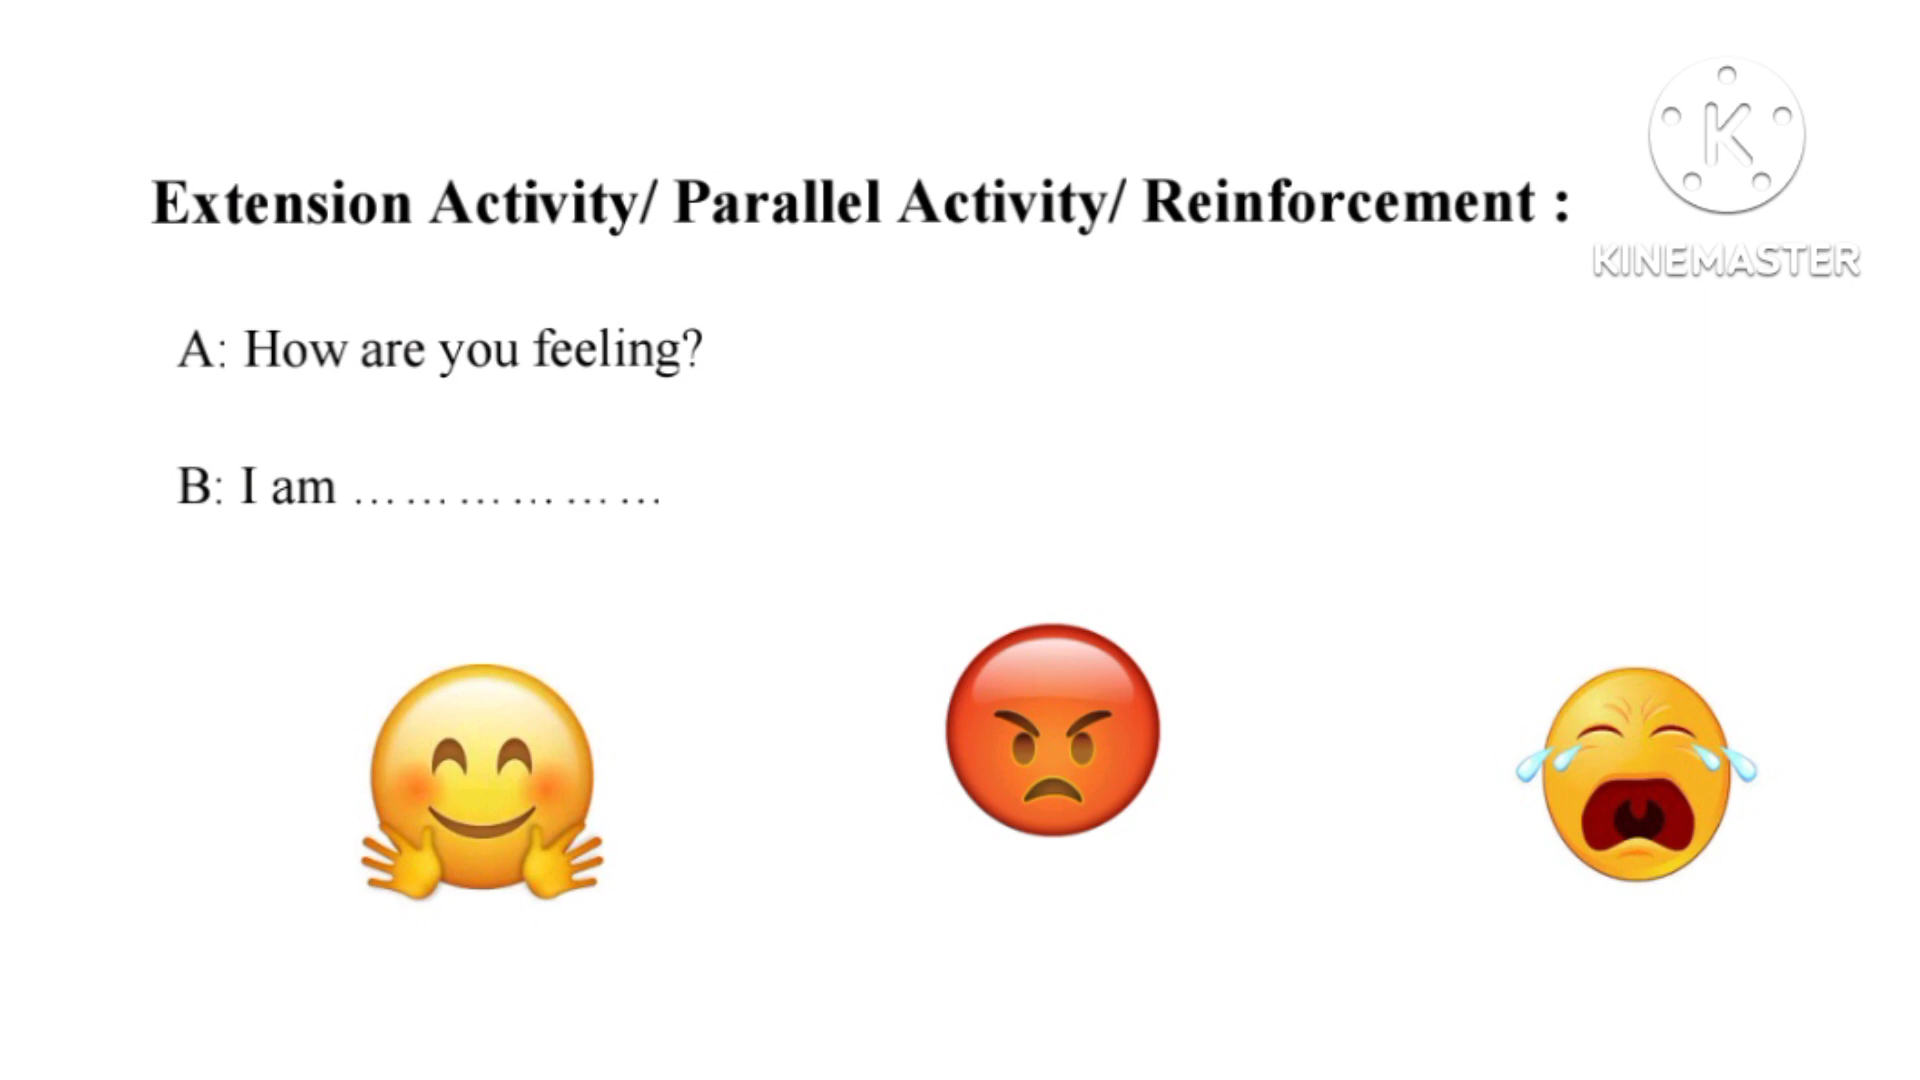 K
KINEMASTER
Extension Activity/ Parallel Activity/ Reinforcement :
A: How are you feeling?
B: I am ………………